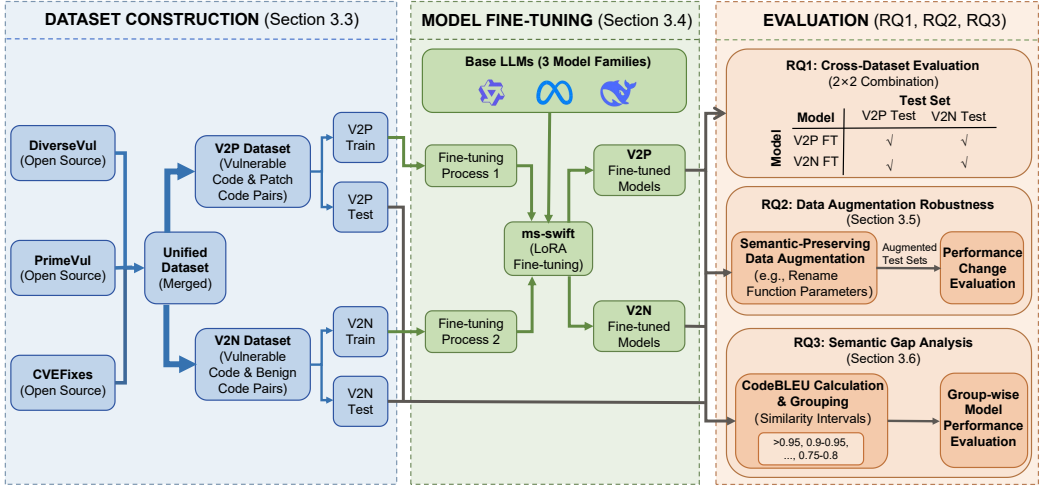 DATASET CONSTRUCTION (Section 3.3)
DiverseVul
(Open Source)
PrimeVul
(Open Source)
CVEFixes
(Open Source)
Unified
Dataset
(Merged)
V2P Dataset
(Vulnerable
Code & Patch
Code Pairs)
V2N Dataset
(Vulnerable
Code & Benign
Code Pairs)
V2P
Train
V2P
Test
V2N
Train
V2N
Test
MODEL FINE-TUNING (Section 3.4)
Base LLMs (3 Model Families)
Fine-tuning
Process 1
Fine-tuning
Process 2
ms-swift
(LoRA
Fine-tuning)
V2P
Fine-tuned
Models
V2N
Fine-tuned
Models
EVALUATION (RQ1, RQ2, RQ3)
RQ1: Cross-Dataset Evaluation
(2×2 Combination)
Test Set
Model V2P Test V2N Test
Model
V2P FT √ √
V2N FT √ √
RQ2: Data Augmentation Robustness
(Section 3.5)
Semantic-Preserving
Data Augmentation
(e.g., Rename
Function Parameters)
Augmented
Test Sets
Performance
Change
Evaluation
RQ3: Semantic Gap Analysis
(Section 3.6)
CodeBLEU Calculation
& Grouping
(Similarity Intervals)
>0.95, 0.9-0.95,
..., 0.75-0.8
Group-wise
Model
Performance
Evaluation